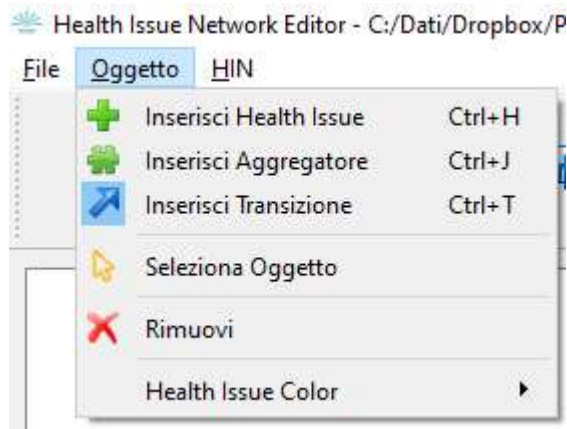 Health Issue Network Editor - C:/Dati/Dropbox/P
File Oggetto HIN
Inserisci Health Issue Ctrl+H
Inserisci Aggregatore Ctrl+J
Inserisci Transizione Ctrl+T
Seleziona Oggetto
Rimuovi
Health Issue Color